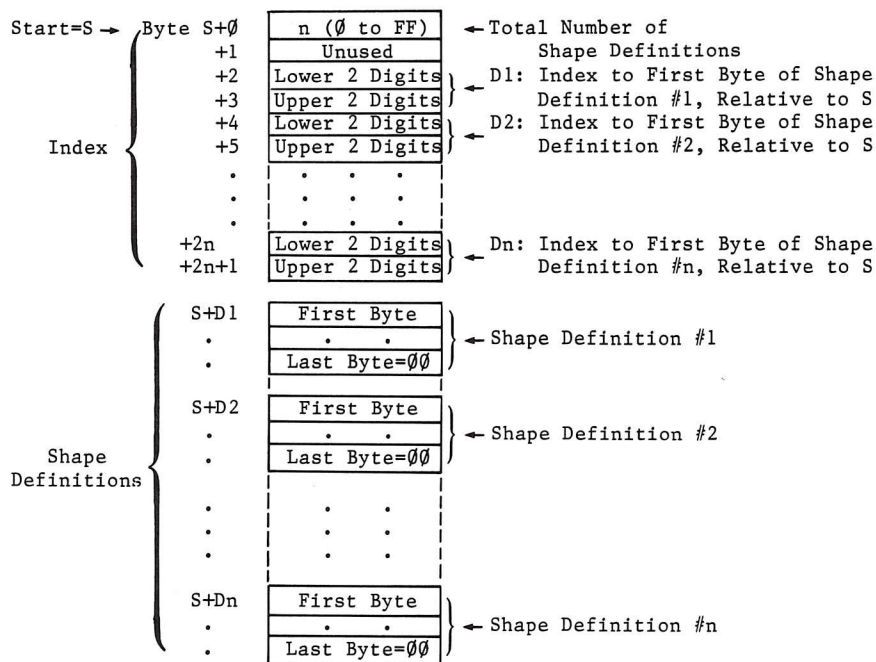 Start=S → Byte S+Ø n (Ø to FF) ← Total Number of
+1 Unused Shape Definitions
+2 Lower 2 Digits ← D1: Index to First Byte of Shape
+3 Upper 2 Digits Definition #1, Relative to S
+4 Lower 2 Digits ← D2: Index to First Byte of Shape
Index +5 Upper 2 Digits Definition #2, Relative to S
. . . .
. . . .
. . . .
+2n Lower 2 Digits ← Dn: Index to First Byte of Shape
+2n+1 Upper 2 Digits Definition #n, Relative to S
S+D1 First Byte
. . . ← Shape Definition #1
. Last Byte=ØØ
S+D2 First Byte
. . . ← Shape Definition #2
Shape . Last Byte=ØØ
Definitions
. . .
. . .
. . .
S+Dn First Byte
. . . ← Shape Definition #n
. Last Byte=ØØ